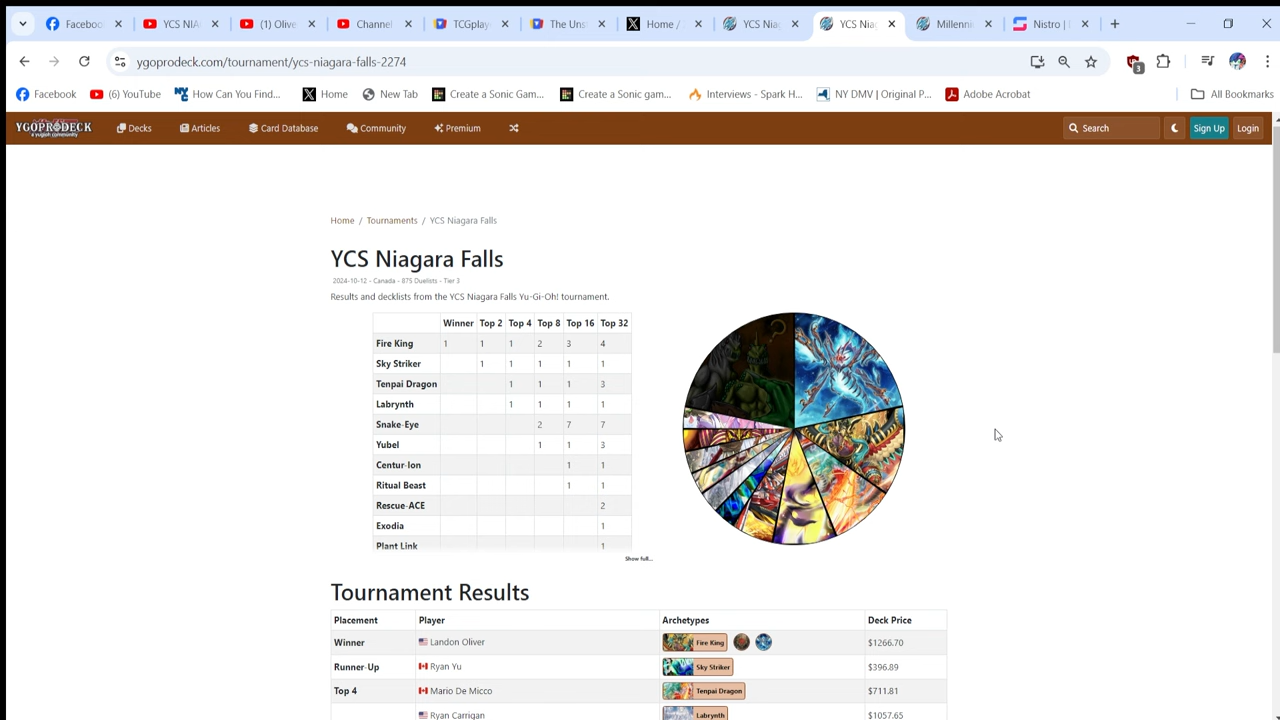 Faceboo
YCS NIA
(1) Olive
Channel
TCGplay
The Uns
Home /
YCS Nia
YCS Nia
Millenni
Nistro |
ygoprodeck.com/tournament/ycs-niagara-falls-2274
3
Facebook
(6) YouTube
How Can You Find...
Home
New Tab
Create a Sonic Gam...
Create a Sonic gam...
Interviews - Spark H...
NY DMV | Original P...
Adobe Acrobat
All Bookmarks
YGOPRODECK
Decks
Articles
Card Database
Community
Premium
Search
Sign Up
Login
Home / Tournaments / YCS Niagara Falls
YCS Niagara Falls
2024-10-12 - Canada - 875 Duelists - Tier 3
Results and decklists from the YCS Niagara Falls Yu-Gi-Oh! tournament.
Winner Top 2 Top 4 Top 8 Top 16 Top 32
Fire King 1 1 1 2 3 4
Sky Striker 1 1 1 1 1
Tenpai Dragon 1 1 1 3
Labrynth 1 1 1 1
Snake-Eye 2 7 7
Yubel 1 1 3
Centur-Ion 1 1
Ritual Beast 1 1
Rescue-ACE 2
Exodia 1
Plant Link 1
Show full...
Tournament Results
Placement Player Archetypes Deck Price
Winner Landon Oliver Fire King $1266.70
Runner-Up Ryan Yu Sky Striker $396.89
Top 4 Mario De Micco Tenpai Dragon $711.81
Ryan Carrigan Labrynth $1057.65